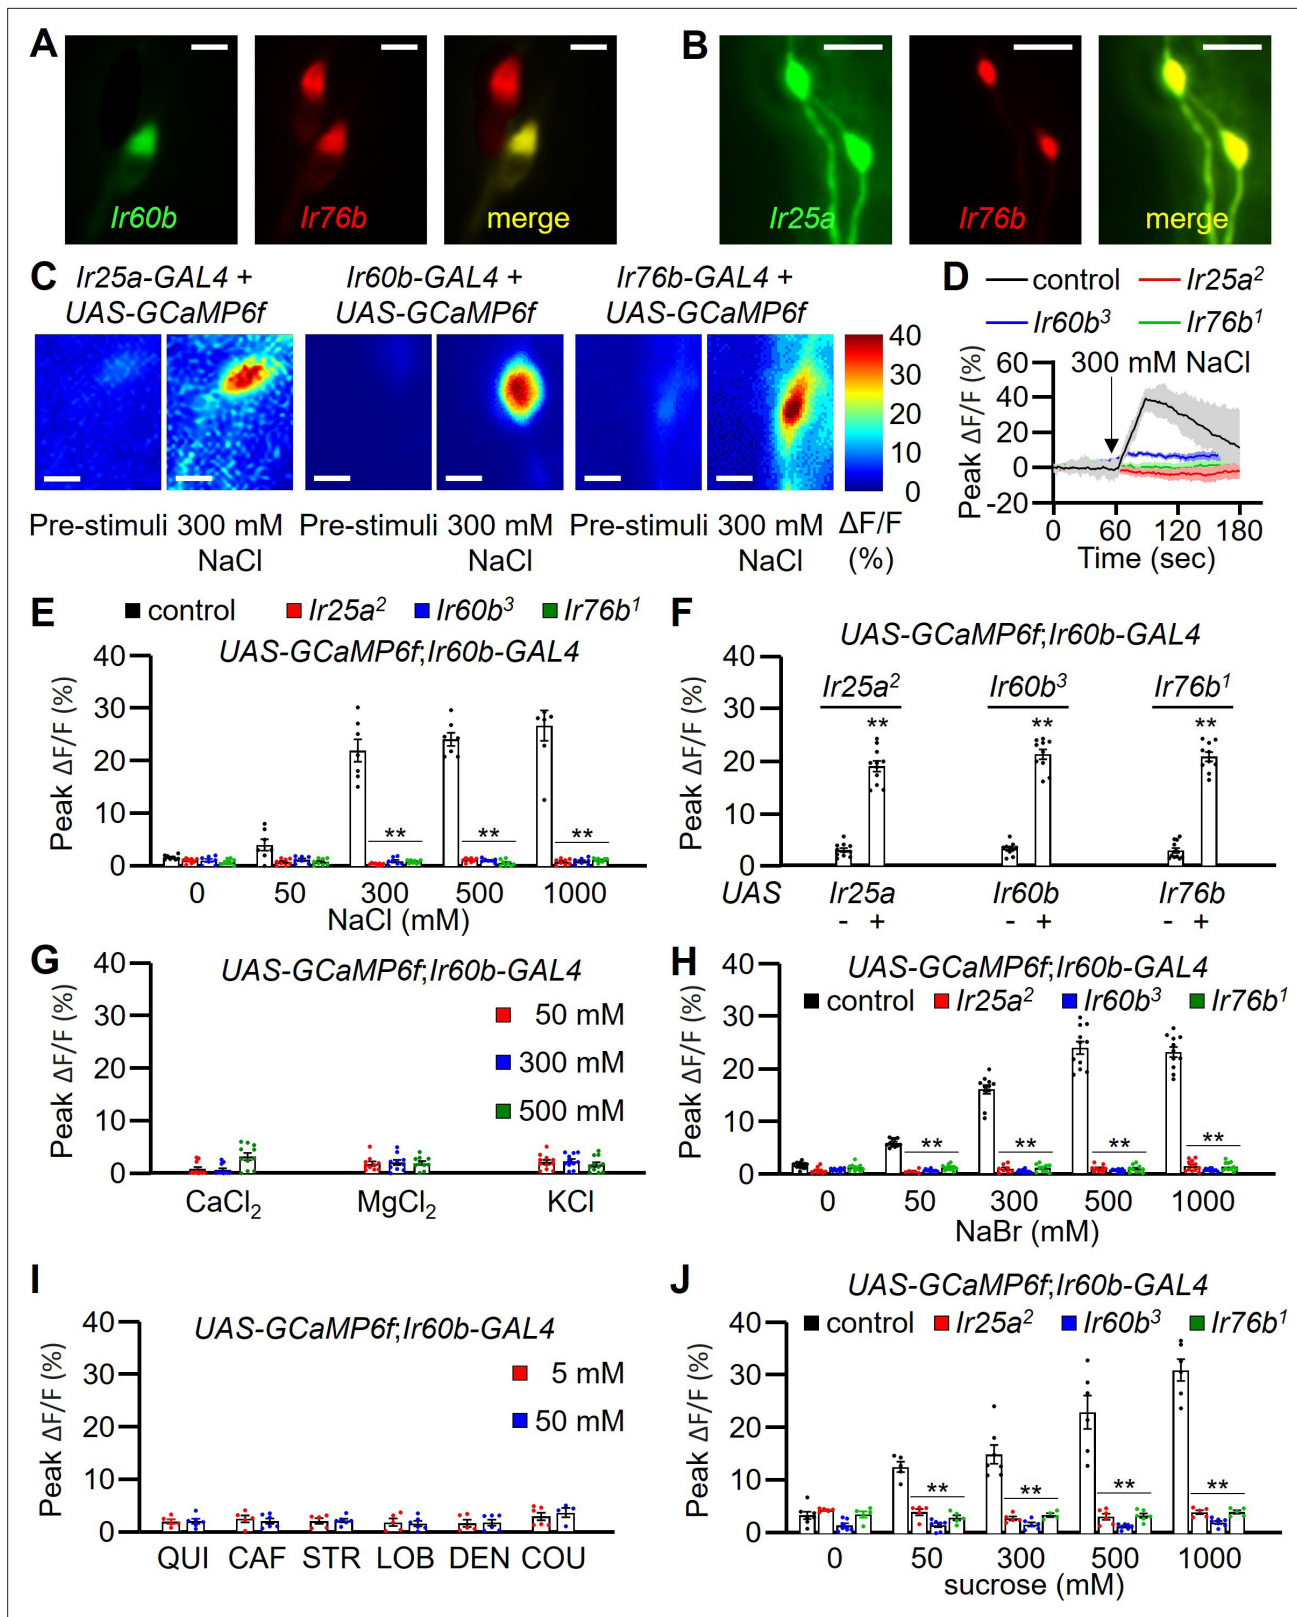 A
B
Ir60b Ir76b merge
Ir25a Ir76b merge
C
Ir25a-GAL4 +
UAS-GCaMP6f
Ir60b-GAL4 +
UAS-GCaMP6f
Ir76b-GAL4 +
UAS-GCaMP6f
40
30
20
10
0
Pre-stimuli 300 mM
NaCl
Pre-stimuli 300 mM
NaCl
Pre-stimuli 300 mM
NaCl
ΔF/F
(%)
D
control Ir25a²
Ir60b³ Ir76b¹
300 mM NaCl
Peak ΔF/F (%)
60
40
20
0
-20
0 60 120 180
Time (sec)
E
control Ir25a² Ir60b³ Ir76b¹
UAS-GCaMP6f;Ir60b-GAL4
Peak ΔF/F (%)
40
30
20
10
0
** ** **
0 50 300 500 1000
NaCl (mM)
F
UAS-GCaMP6f;Ir60b-GAL4
Peak ΔF/F (%)
40
30
20
10
0
Ir25a² Ir60b³ Ir76b¹
** ** **
UAS Ir25a Ir60b Ir76b
- + - + - +
G
UAS-GCaMP6f;Ir60b-GAL4
Peak ΔF/F (%)
40
30
20
10
0
50 mM
300 mM
500 mM
CaCl₂ MgCl₂ KCl
H
UAS-GCaMP6f;Ir60b-GAL4
control Ir25a² Ir60b³ Ir76b¹
Peak ΔF/F (%)
40
30
20
10
0
** ** ** **
0 50 300 500 1000
NaBr (mM)
I
UAS-GCaMP6f;Ir60b-GAL4
Peak ΔF/F (%)
40
30
20
10
0
5 mM
50 mM
QUI CAF STR LOB DEN COU
J
UAS-GCaMP6f;Ir60b-GAL4
control Ir25a² Ir60b³ Ir76b¹
Peak ΔF/F (%)
40
30
20
10
0
** ** ** **
0 50 300 500 1000
sucrose (mM)